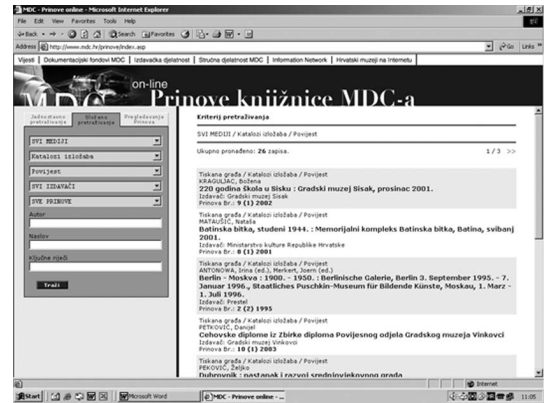 MDC - Prinove online - Microsoft Internet Explorer
File Edit View Favorites Tools Help
Back Search Favorites
Address http://www.mdc.hr/prinove/index.asp Go Links »
Vijesti | Dokumentacijski fondovi MDC | Izdavačka djelatnost | Stručna djelatnost MDC | Information Network | Hrvatski muzeji na Internetu |
MDC
on-line
Prinove knjižnice MDC-a
Jednostavno pretraživanje
Složeno pretraživanje
Pregledavanje Prinova
SVI MEDIJI
Katalozi izložaba
Povijest
SVI IZDAVAČI
SVE PRINOVE
Autor
Naslov
Ključne riječi
Traži
Kriterij pretraživanja
SVI MEDIJI / Katalozi izložaba / Povijest
Ukupno pronađeno: 26 zapisa. 1 / 3 >>
Tiskana građa / Katalozi izložaba / Povijest
KRAGULJAC, Božena
220 godina škola u Sisku : Gradski muzej Sisak, prosinac 2001.
Izdavač: Gradski muzej Sisak
Prinova Br.: 9 (1) 2002
Tiskana građa / Katalozi izložaba / Povijest
MATAUŠIĆ, Nataša
Batinska bitka, studeni 1944. : Memorijalni kompleks Batinska bitka, Batina, svibanj
2001.
Izdavač: Ministarstvo kulture Republike Hrvatske
Prinova Br.: 8 (1) 2001
Tiskana građa / Katalozi izložaba / Povijest
ANTONOWA, Irina (ed.), Merkert, Joern (ed.)
Berlin - Moskva : 1900. - 1950. : Berlinische Galerie, Berlin 3. September 1995. - 7.
Januar 1996., Staatliches Puschkin-Museum für Bildende Künste, Moskau, 1. Marz -
1. Juli 1996.
Izdavač: Prestel
Prinova Br.: 2 (2) 1995
Tiskana građa / Katalozi izložaba / Povijest
PETKOVIĆ, Danijel
Cehovske diplome iz Zbirke diploma Povijesnog odjela Gradskog muzeja Vinkovci
Izdavač: Gradski muzej Vinkovci
Prinova Br.: 10 (1) 2003
Tiskana građa / Katalozi izložaba / Povijest
PEKOVIĆ, Željko
Dubrovnik : nastanak i razvoj srednjovjekovnog grada
Internet
Start Microsoft Word MDC - Prinove online - ... 11:05